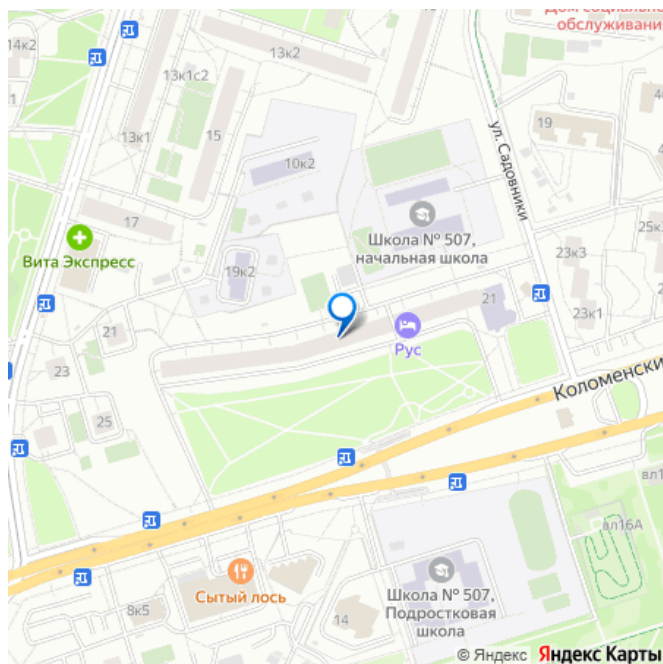 Дом социально
обслуживани
14к2
13к2
13к1с2
13к1
15
10к2
ул. Садовники
19
17
Вита Экспресс
Школа № 507,
начальная школа
19к2
23к3
25к
21
23к1
21
Рус
23
25
Коломенски
вл1
вл16А
Сытый лось
8к5
14
Школа № 507,
Подростковая
школа
© Яндекс Яндекс Карты